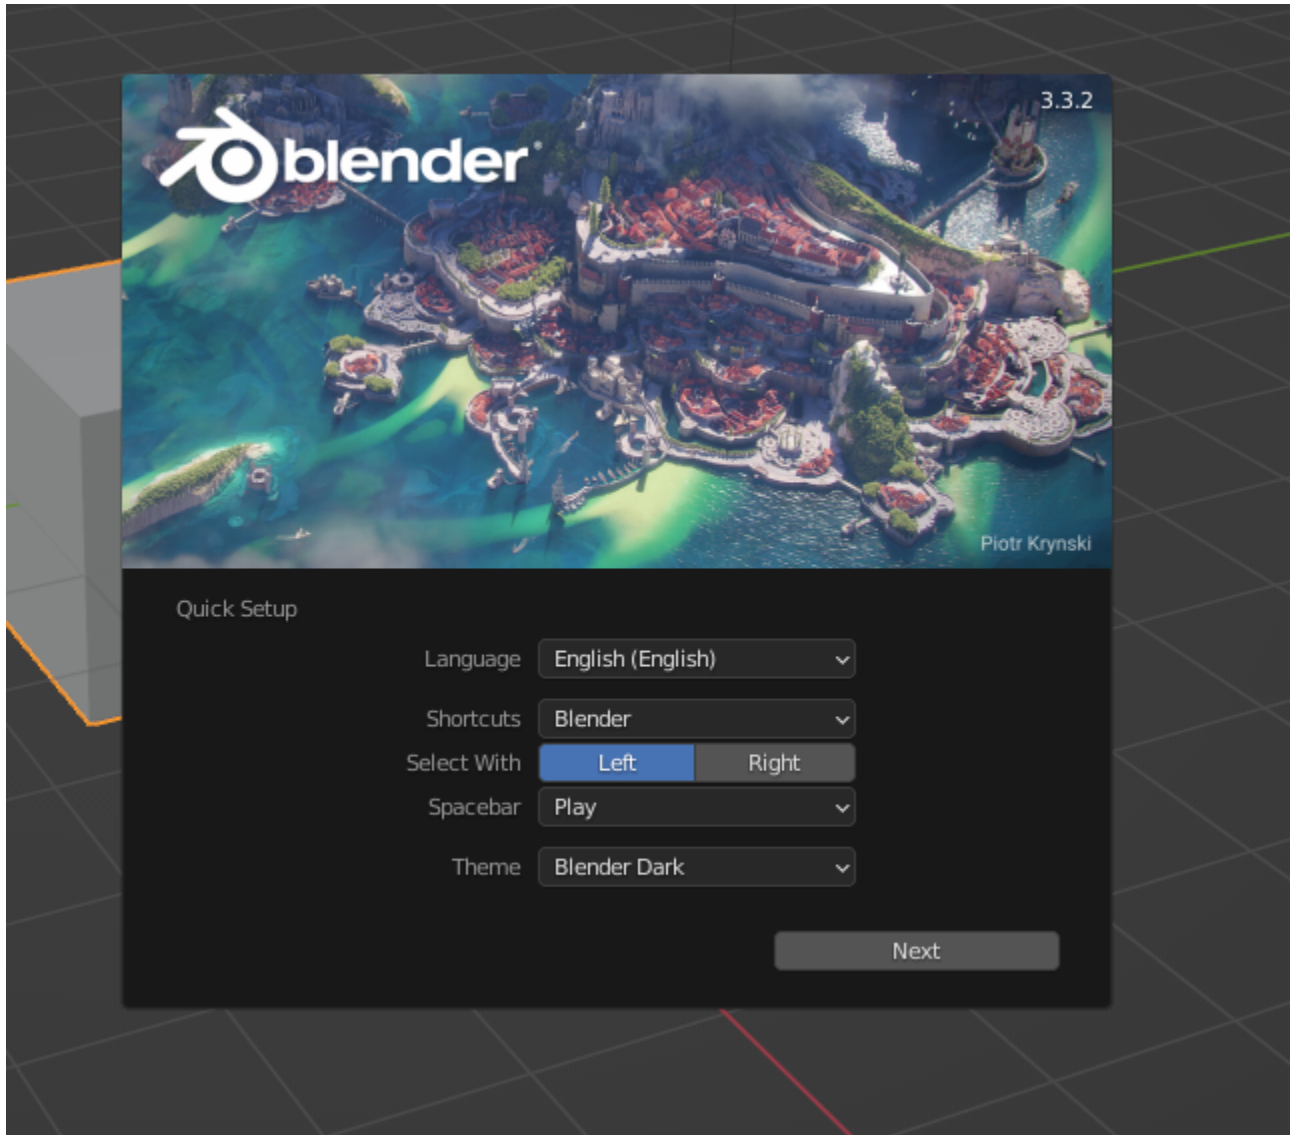 3.3.2
blender
Piotr Krynski
Quick Setup
Language English (English)
Shortcuts Blender
Select With Left Right
Spacebar Play
Theme Blender Dark
Next